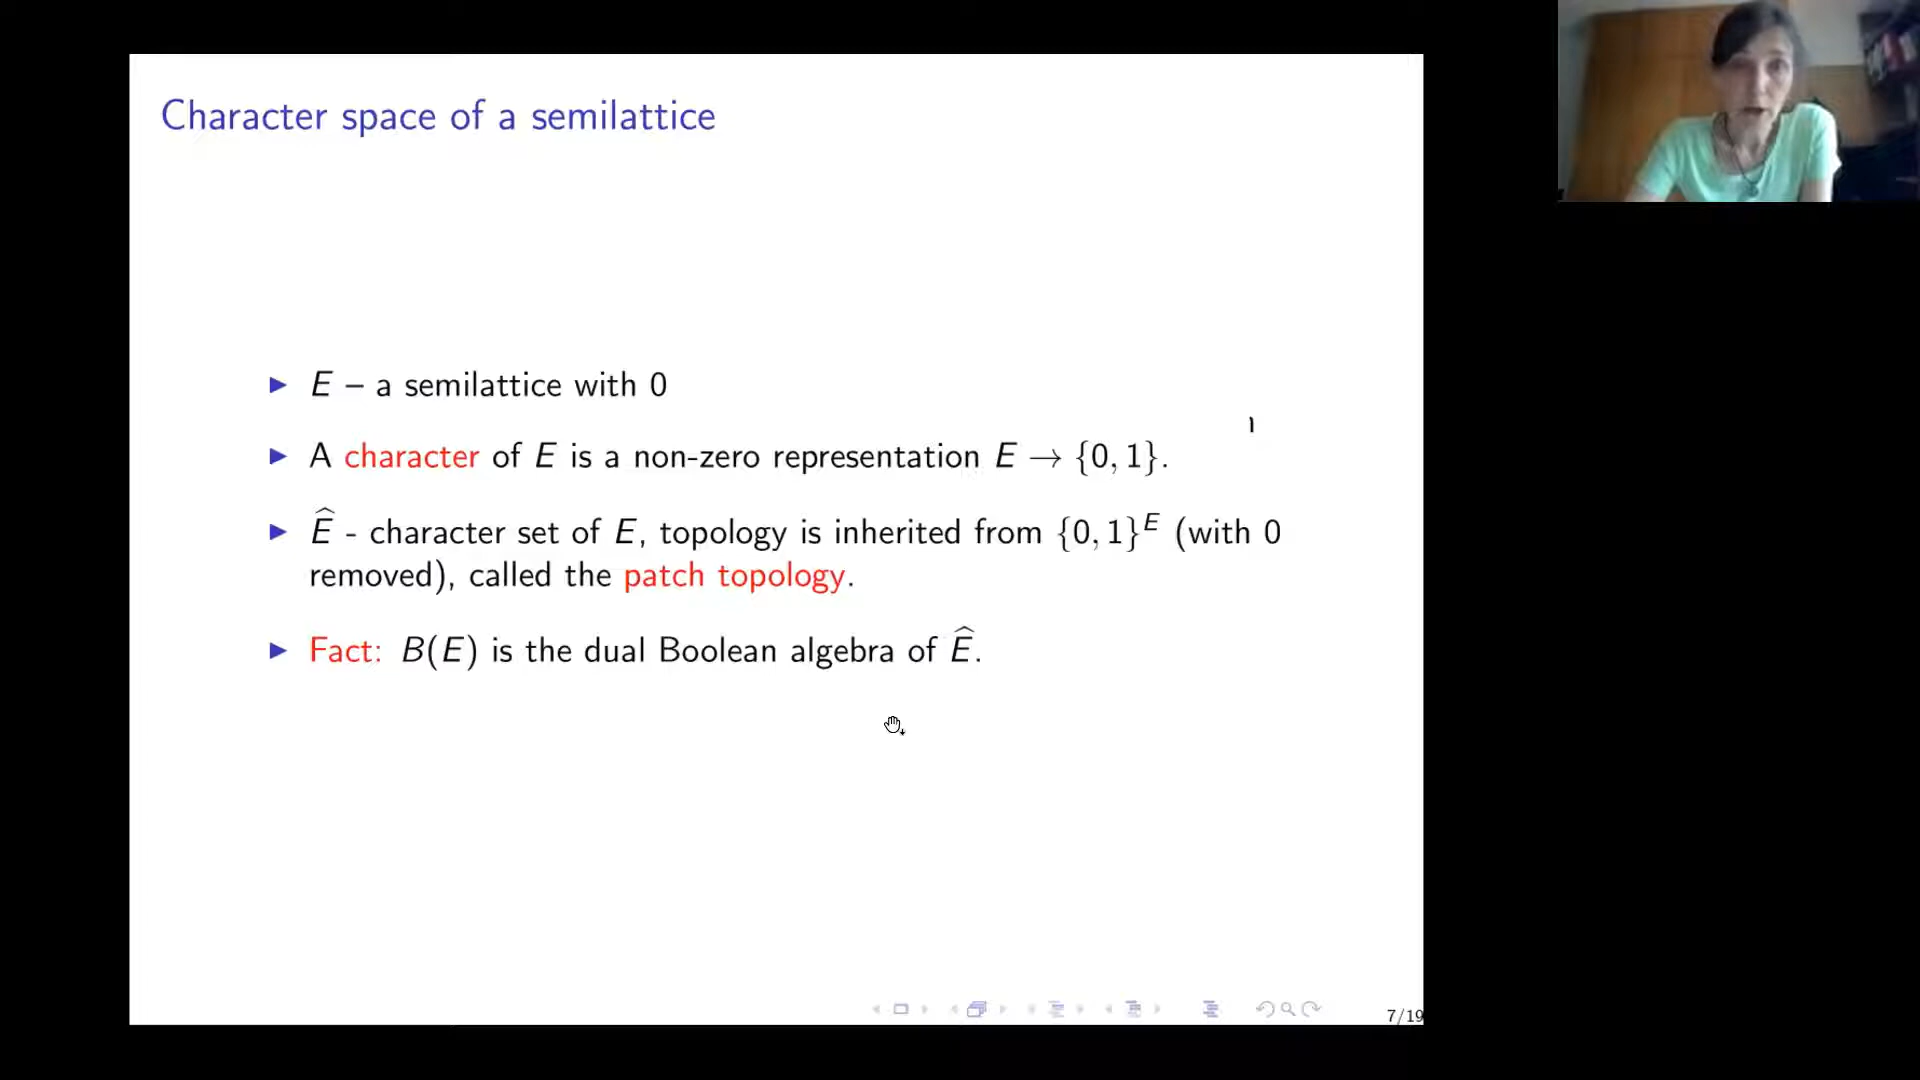 Character space of a semilattice
▶ E – a semilattice with 0
▶ A character of E is a non-zero representation E → {0, 1}.
▶ Ê - character set of E, topology is inherited from {0, 1}^E (with 0
removed), called the patch topology.
▶ Fact: B(E) is the dual Boolean algebra of Ê.
7/19